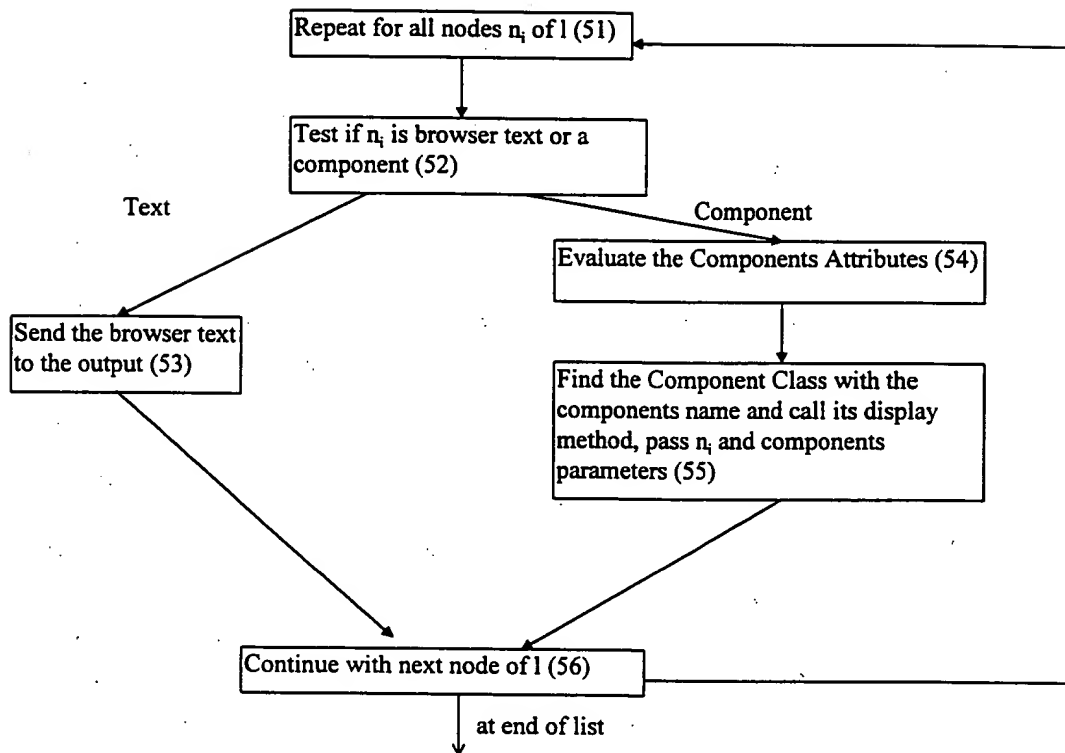 Repeat for all nodes nᵢ of l (51)
Test if nᵢ is browser text or a
component (52)
Text
Component
Evaluate the Components Attributes (54)
Send the browser text
to the output (53)
Find the Component Class with the
components name and call its display
method, pass nᵢ and components
parameters (55)
Continue with next node of l (56)
at end of list